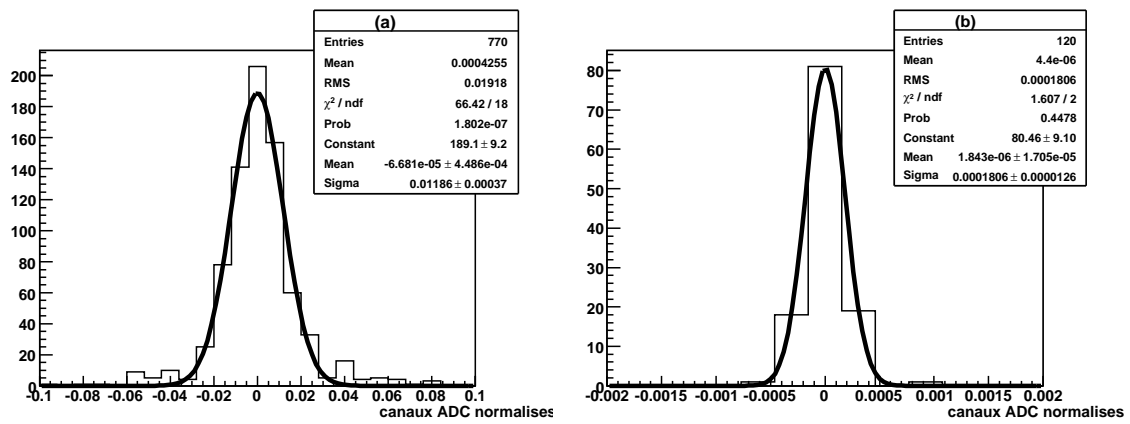 (a)
Entries 770
Mean 0.0004255
RMS 0.01918
χ² / ndf 66.42 / 18
Prob 1.802e-07
Constant 189.1 ± 9.2
Mean -6.681e-05 ± 4.486e-04
Sigma 0.01186 ± 0.00037
200
180
160
140
120
100
80
60
40
20
0
-0.1 -0.08 -0.06 -0.04 -0.02 0 0.02 0.04 0.06 0.08 0.1
canaux ADC normalises
(b)
Entries 120
Mean 4.4e-06
RMS 0.0001806
χ² / ndf 1.607 / 2
Prob 0.4478
Constant 80.46 ± 9.10
Mean 1.843e-06 ± 1.705e-05
Sigma 0.0001806 ± 0.0000126
80
70
60
50
40
30
20
10
0
-0.002 -0.0015 -0.001 -0.0005 0 0.0005 0.001 0.0015 0.002
canaux ADC normalises